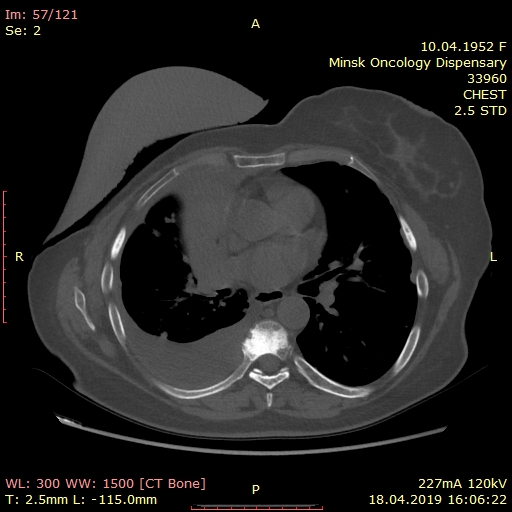 Im: 57/121
Se: 2
A
10.04.1952 F
Minsk Oncology Dispensary
33960
CHEST
2.5 STD
R
L
WL: 300 WW: 1500 [CT Bone]
T: 2.5mm L: -115.0mm
P
227mA 120kV
18.04.2019 16:06:22